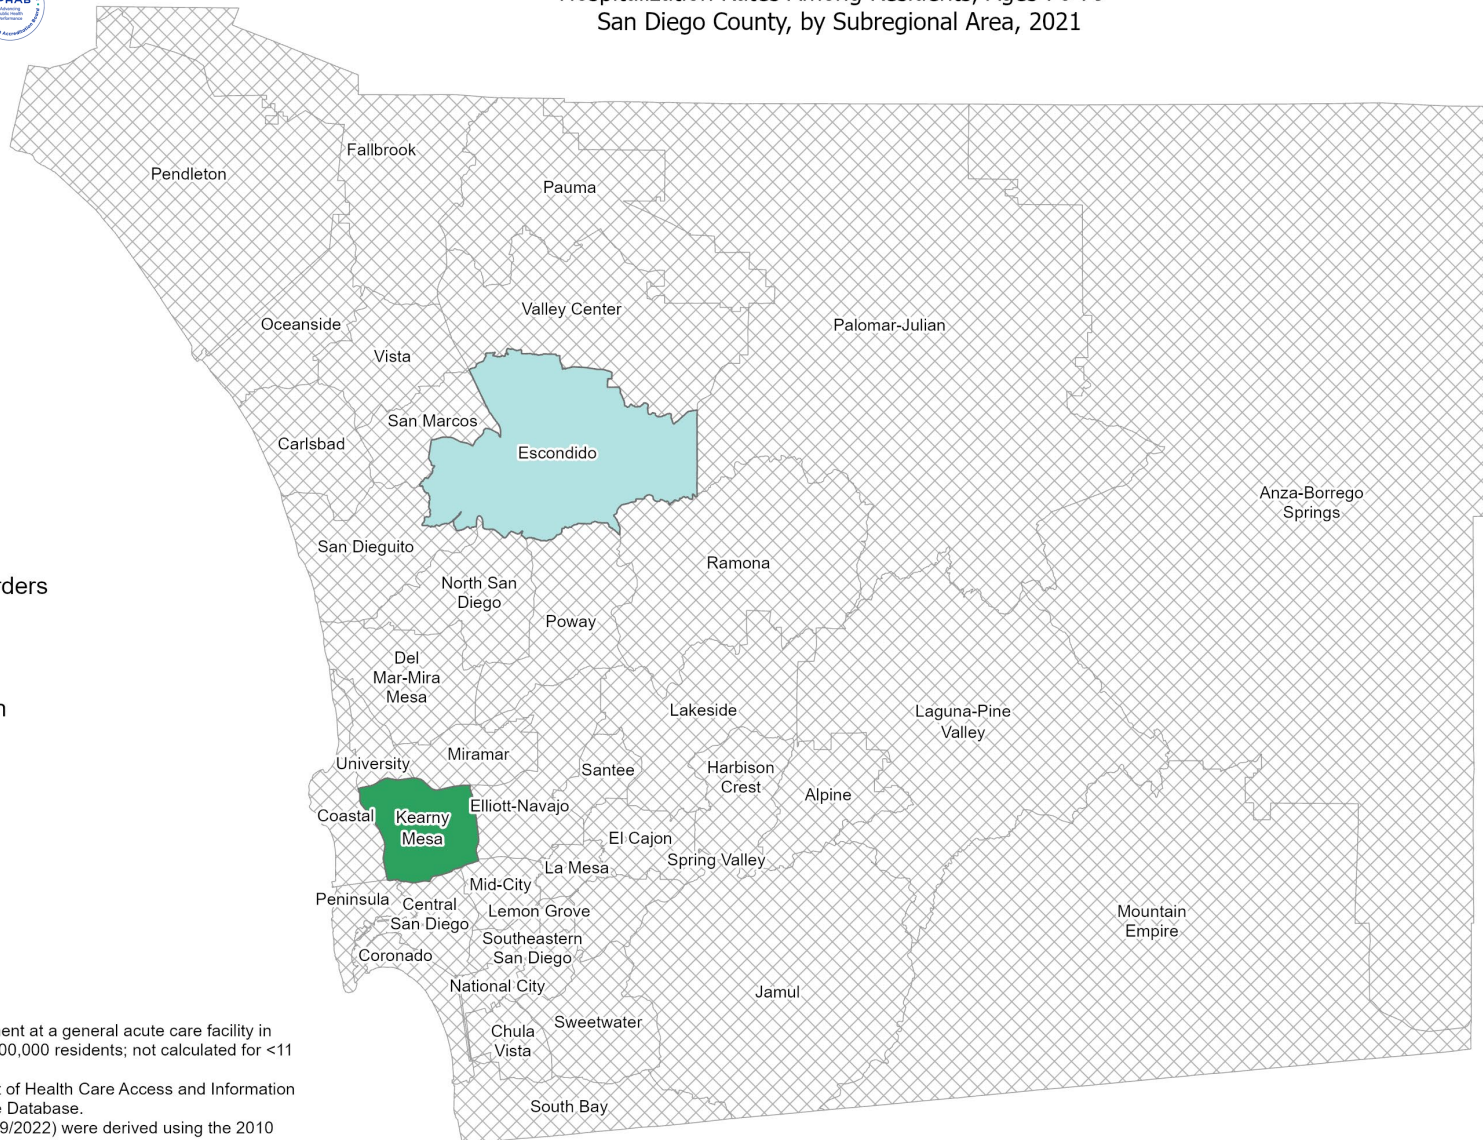 San Diego County, by Subregional Area, 2021
Fallbrook
Pendleton
Pauma
Valley Center
Oceanside
Palomar-Julian
Vista
San Marcos
Carlsbad
Escondido
Anza-Borrego
Springs
San Dieguito
Ramona
North San
Diego
Poway
Del
Mar-Mira
Mesa
Lakeside
Laguna-Pine
Valley
Miramar
University
Santee
Harbison
Crest
Alpine
Elliott-Navajo
Coastal
Kearny
Mesa
El Cajon
Spring Valley
La Mesa
Mid-City
Peninsula
Central
San Diego
Lemon Grove
Mountain
Empire
Southeastern
San Diego
Coronado
National City
Jamul
Sweetwater
Chula
Vista
South Bay
rders
n
ent at a general acute care facility in
00,000 residents; not calculated for <11
of Health Care Access and Information
e Database.
9/2022) were derived using the 2010